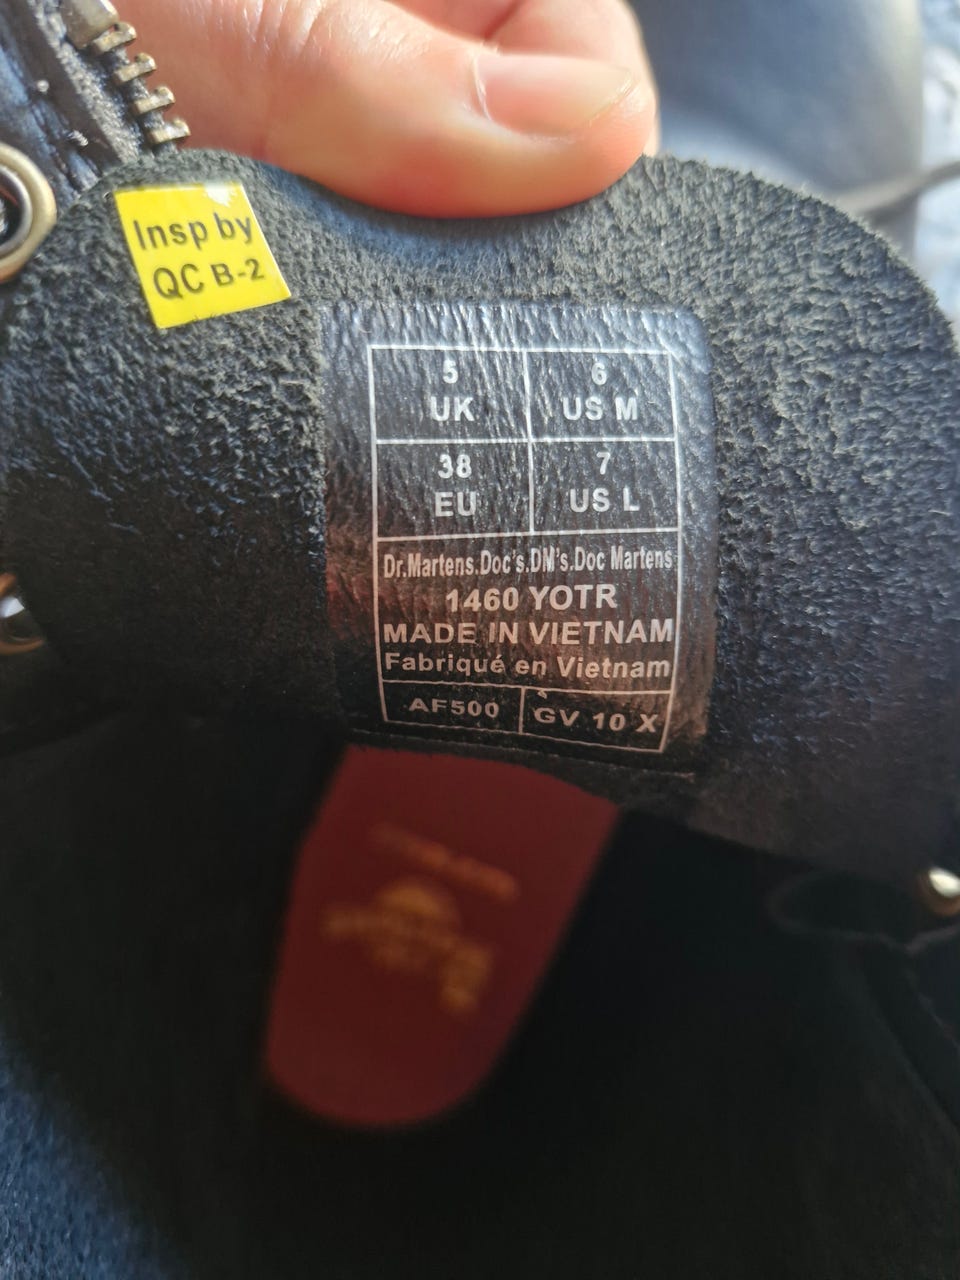 Insp by
QC B-2
5
UK
6
US M
38
EU
7
US L
Dr.Martens.Doc's.DM's.Doc Martens
1460 YOTR
MADE IN VIETNAM
Fabriqué en Vietnam
AF500
GV 10 X